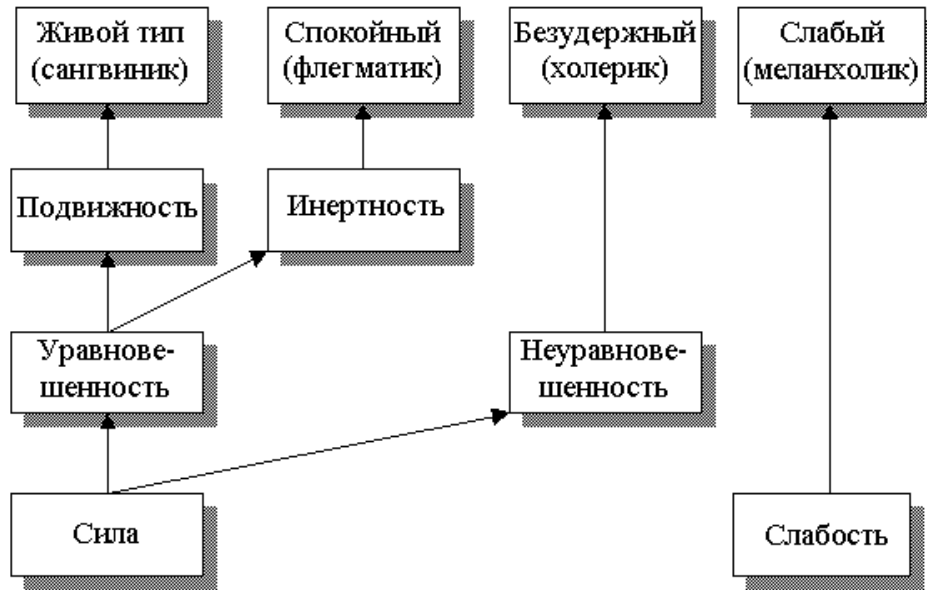 Живой тип
(сангвиник)
Спокойный
(флегматик)
Безудержный
(холерик)
Слабый
(меланхолик)
Подвижность
Инертность
Уравнове-
шенность
Неуравнове-
шенность
Сила
Слабость